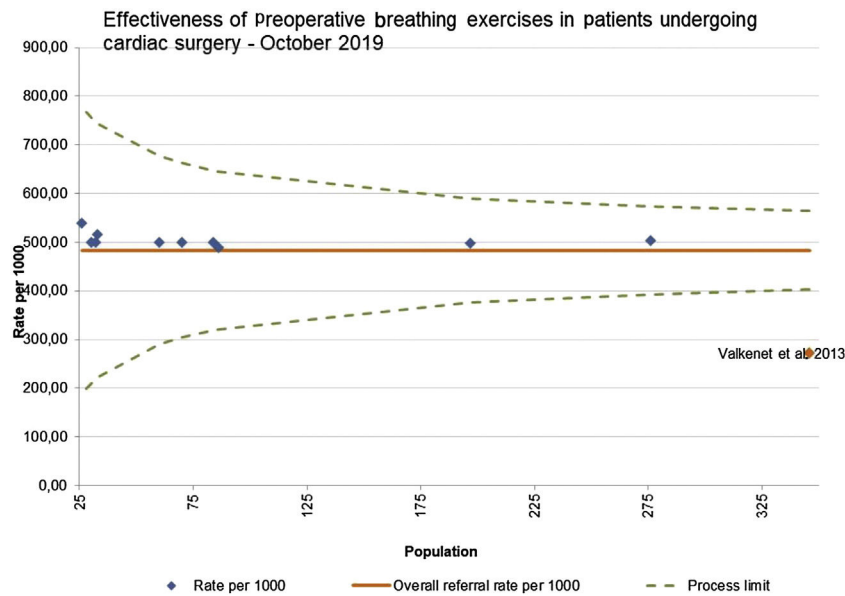 Effectiveness of preoperative breathing exercises in patients undergoing
cardiac surgery - October 2019
900,00
800,00
700,00
600,00
500,00
400,00
300,00
200,00
100,00
0,00
Rate per 1000
Valkenet et al. 2013
25
75
125
175
225
275
325
Population
Rate per 1000
Overall referral rate per 1000
Process limit